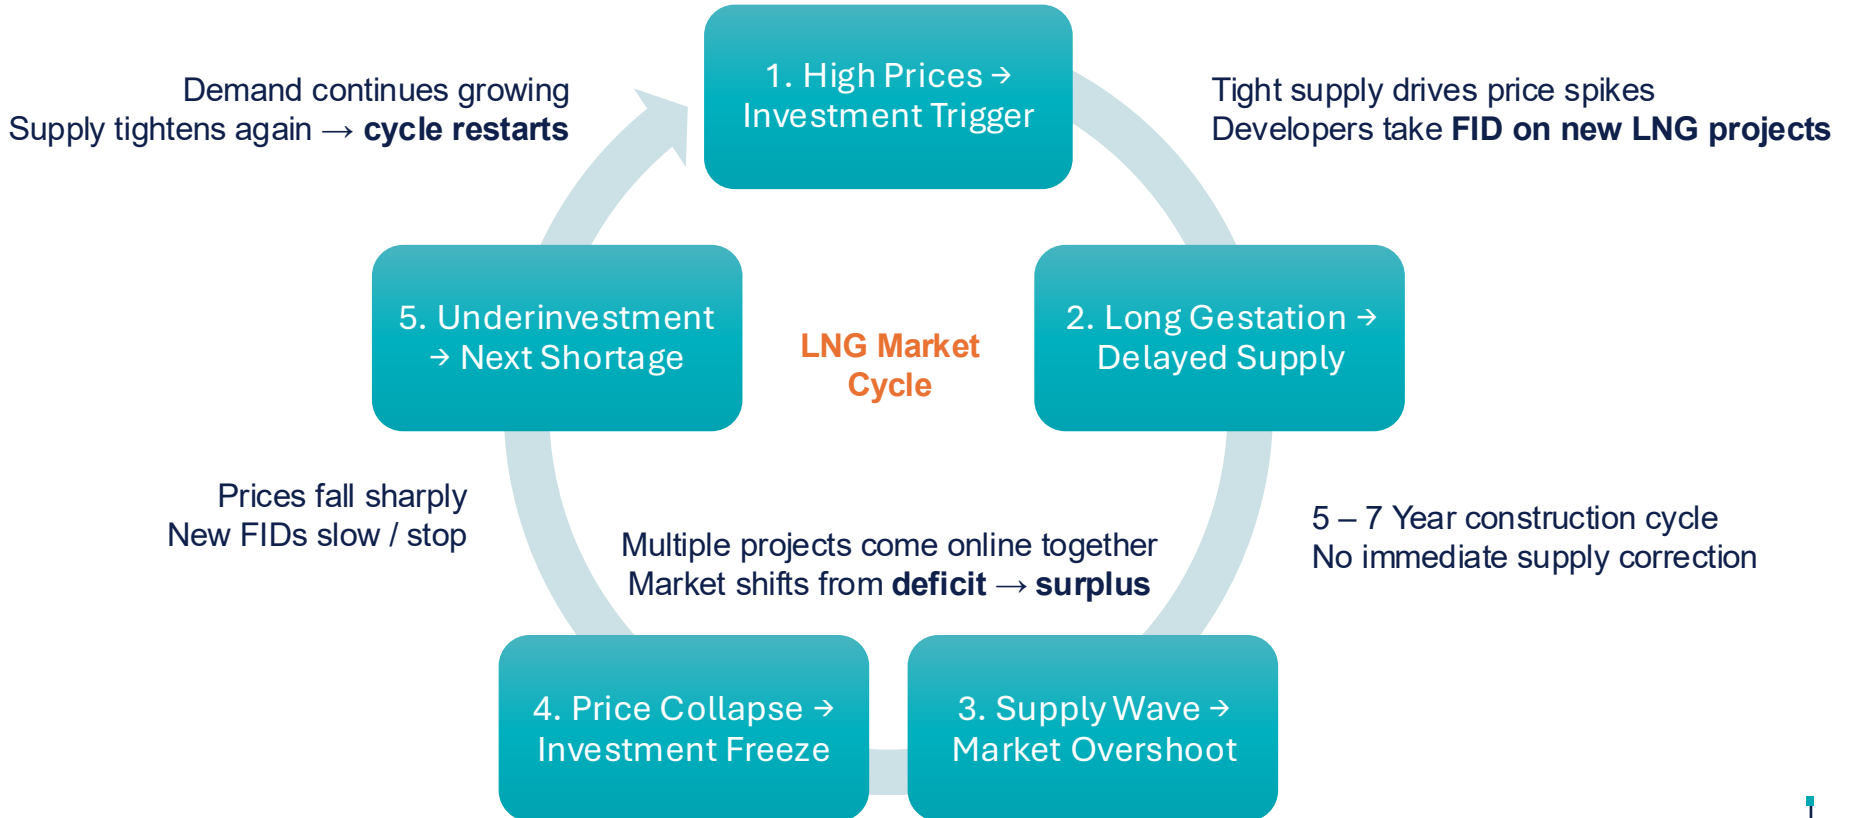 1. High Prices →
Investment Trigger
Tight supply drives price spikes
Developers take FID on new LNG projects
2. Long Gestation →
Delayed Supply
5 – 7 Year construction cycle
No immediate supply correction
3. Supply Wave →
Market Overshoot
Multiple projects come online together
Market shifts from deficit → surplus
4. Price Collapse →
Investment Freeze
Prices fall sharply
New FIDs slow / stop
5. Underinvestment
→ Next Shortage
Demand continues growing
Supply tightens again → cycle restarts
LNG Market
Cycle